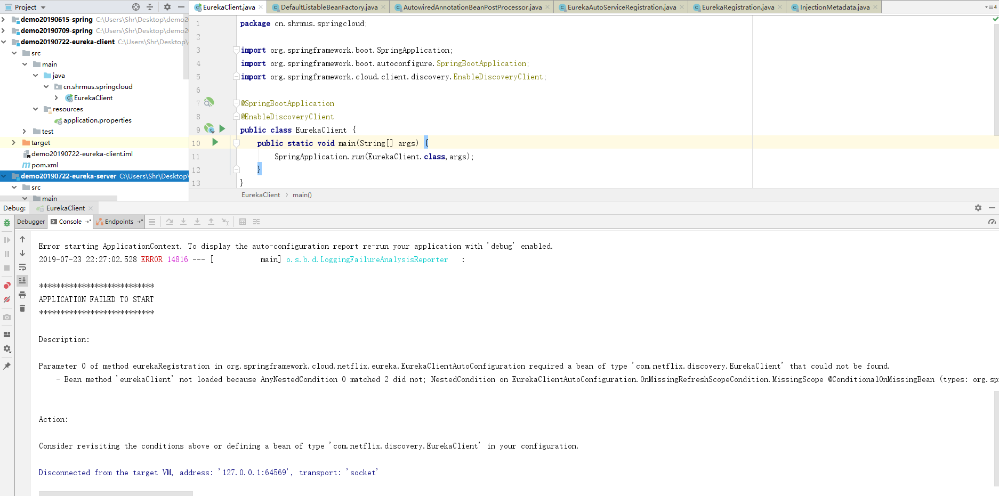 Project
demo20190615-spring C:\Users\Shr\Desktop\demo2
demo20190709-spring C:\Users\Shr\Desktop\demo2
demo20190722-eureka-client C:\Users\Shr\Desktop\
src
main
java
cn.shrmus.springcloud
EurekaClient
resources
application.properties
test
target
demo20190722-eureka-client.iml
pom.xml
demo20190722-eureka-server C:\Users\Shr\Desktop\
src
main
EurekaClient.java DefaultListableBeanFactory.java AutowiredAnnotationBeanPostProcessor.java EurekaAutoServiceRegistration.java EurekaRegistration.java InjectionMetadata.java 4
1 package cn.shrmus.springcloud;
2
3 import org.springframework.boot.SpringApplication;
4 import org.springframework.boot.autoconfigure.SpringBootApplication;
5 import org.springframework.cloud.client.discovery.EnableDiscoveryClient;
6
7 @SpringBootApplication
8 @EnableDiscoveryClient
9 public class EurekaClient {
10 public static void main(String[] args) {
11 SpringApplication.run(EurekaClient.class,args);
12 }
13 }
EurekaClient › main()
Debug: EurekaClient
Debugger Console Endpoints
Error starting ApplicationContext. To display the auto-configuration report re-run your application with 'debug' enabled.
2019-07-23 22:27:02.528 ERROR 14816 --- [ main] o.s.b.d.LoggingFailureAnalysisReporter :
***************************
APPLICATION FAILED TO START
***************************
Description:
Parameter 0 of method eurekaRegistration in org.springframework.cloud.netflix.eureka.EurekaClientAutoConfiguration required a bean of type 'com.netflix.discovery.EurekaClient' that could not be found.
- Bean method 'eurekaClient' not loaded because AnyNestedCondition 0 matched 2 did not; NestedCondition on EurekaClientAutoConfiguration.OnMissingRefreshScopeCondition.MissingScope @ConditionalOnMissingBean (types: org.sp
Action:
Consider revisiting the conditions above or defining a bean of type 'com.netflix.discovery.EurekaClient' in your configuration.
Disconnected from the target VM, address: '127.0.0.1:64569', transport: 'socket'